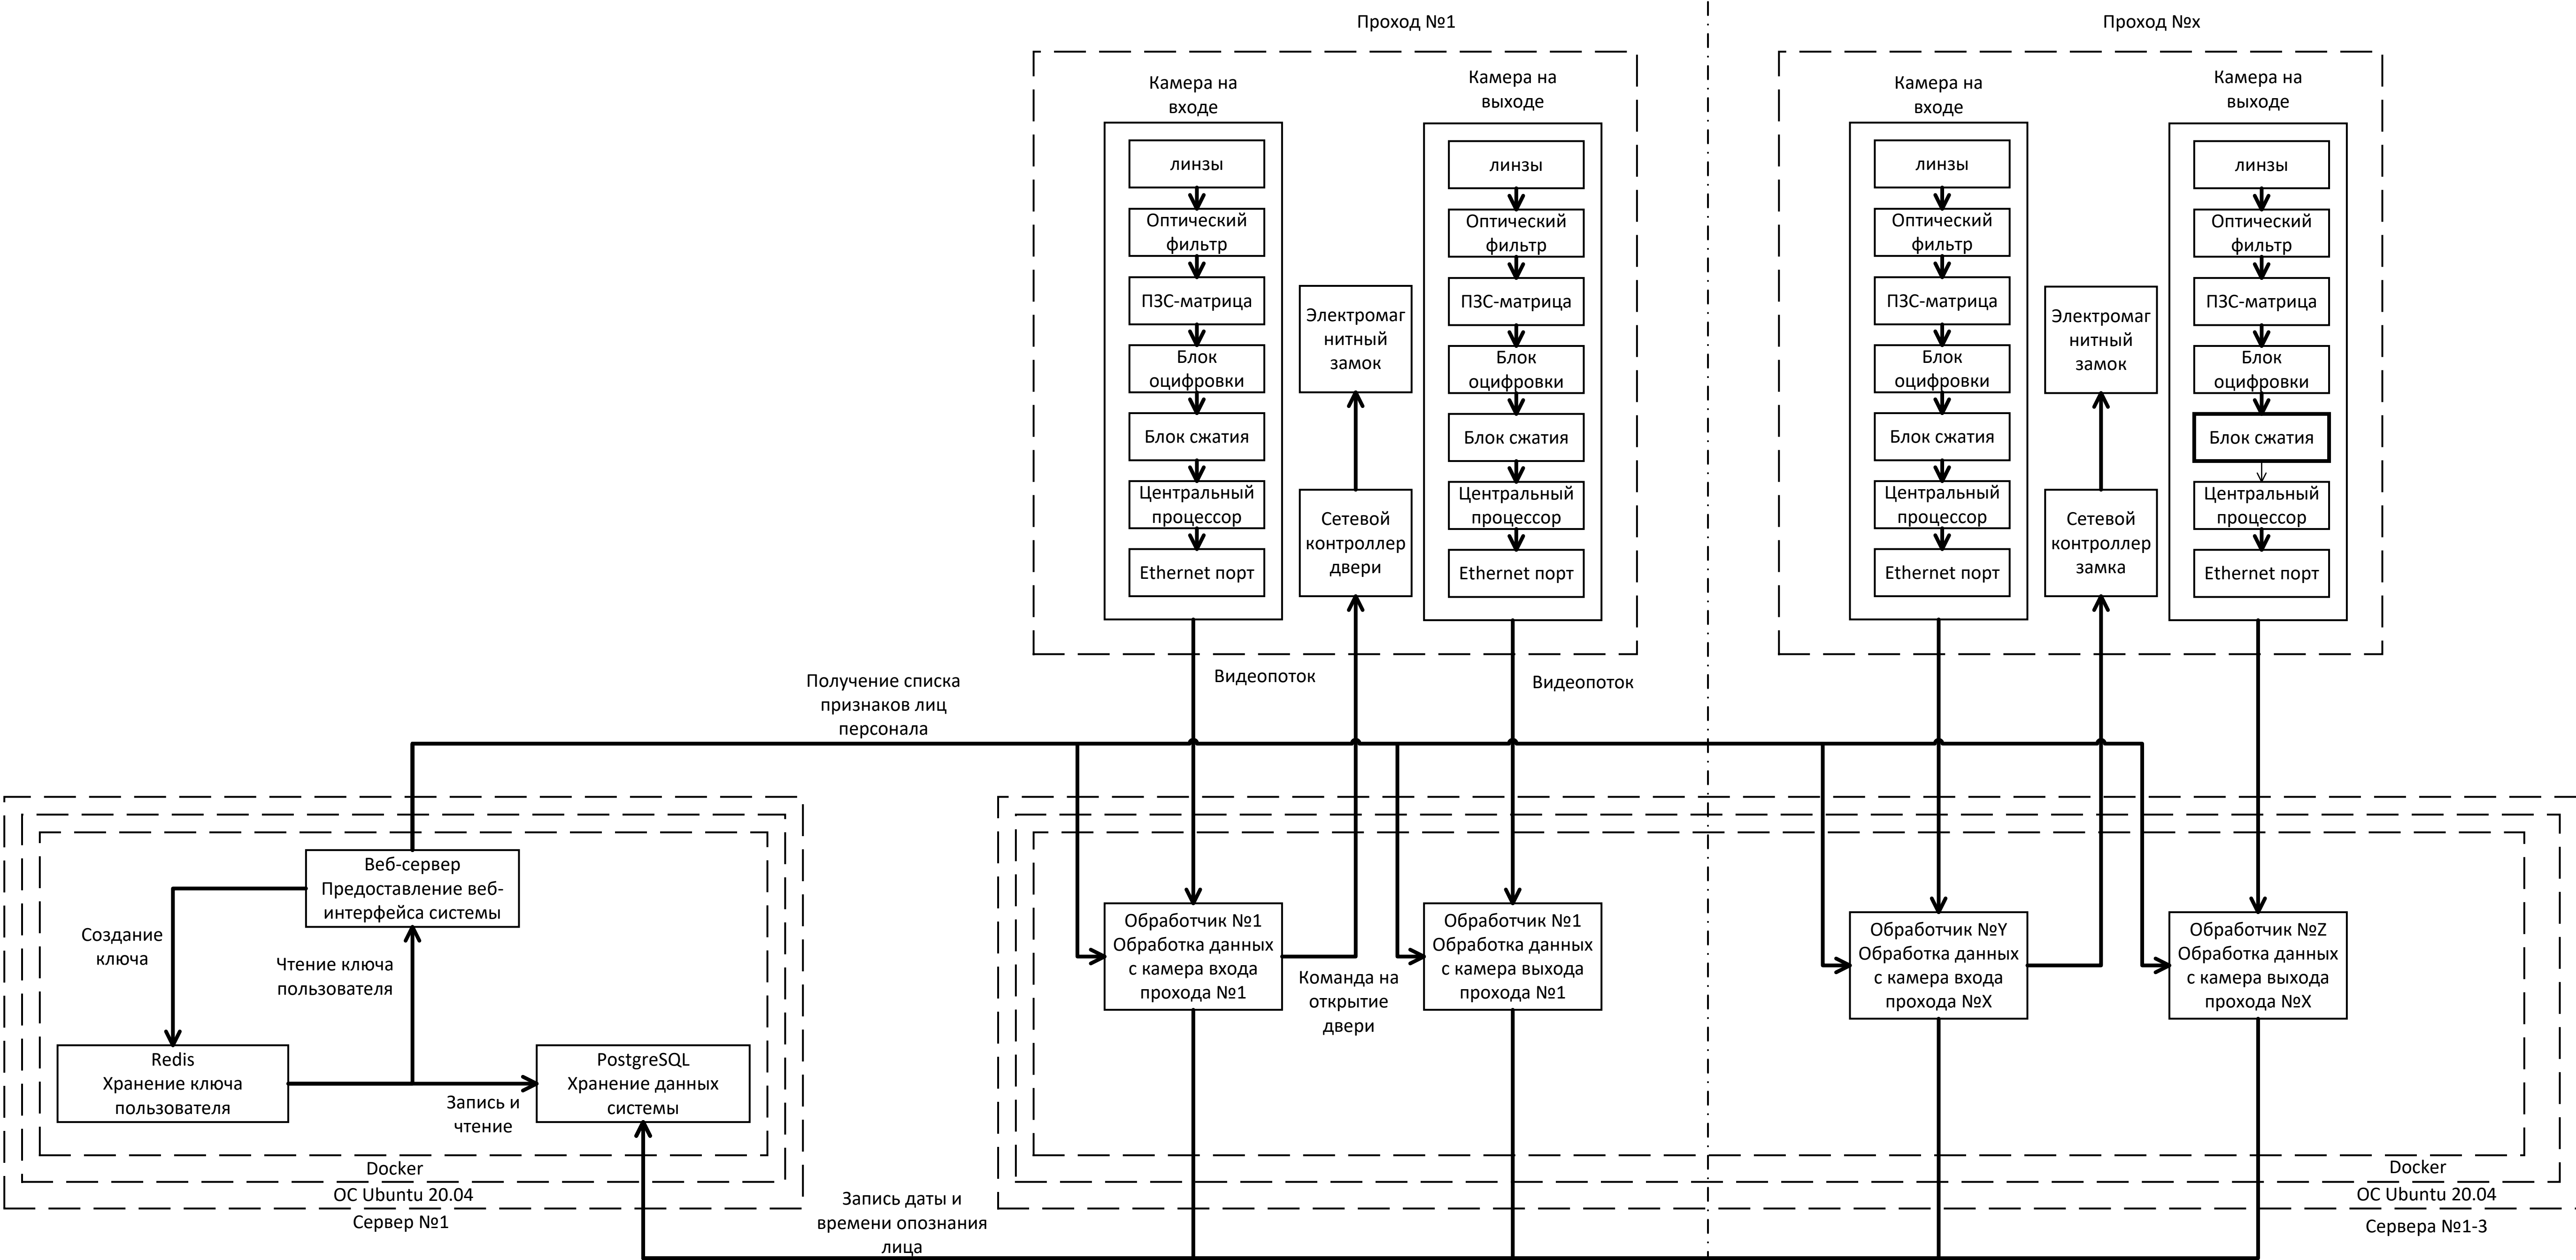 Проход №1
Проход №x
Камера на
входе
Камера на
выходе
Камера на
входе
Камера на
выходе
линзы
Оптический
фильтр
ПЗС-матрица
Блок
оцифровки
Блок сжатия
Центральный
процессор
Ethernet порт
Электромаг
нитный
замок
Сетевой
контроллер
двери
линзы
Оптический
фильтр
ПЗС-матрица
Блок
оцифровки
Блок сжатия
Центральный
процессор
Ethernet порт
линзы
Оптический
фильтр
ПЗС-матрица
Блок
оцифровки
Блок сжатия
Центральный
процессор
Ethernet порт
Электромаг
нитный
замок
Сетевой
контроллер
замка
линзы
Оптический
фильтр
ПЗС-матрица
Блок
оцифровки
Блок сжатия
Центральный
процессор
Ethernet порт
Видеопоток
Видеопоток
Получение списка
признаков лиц
персонала
Веб-сервер
Предоставление веб-
интерфейса системы
Создание
ключа
Чтение ключа
пользователя
Redis
Хранение ключа
пользователя
Запись и
чтение
PostgreSQL
Хранение данных
системы
Docker
ОС Ubuntu 20.04
Сервер №1
Обработчик №1
Обработка данных
с камера входа
прохода №1
Команда на
открытие
двери
Обработчик №1
Обработка данных
с камера выхода
прохода №1
Обработчик №Y
Обработка данных
с камера входа
прохода №X
Обработчик №Z
Обработка данных
с камера выхода
прохода №X
Docker
ОС Ubuntu 20.04
Сервера №1-3
Запись даты и
времени опознания
лица